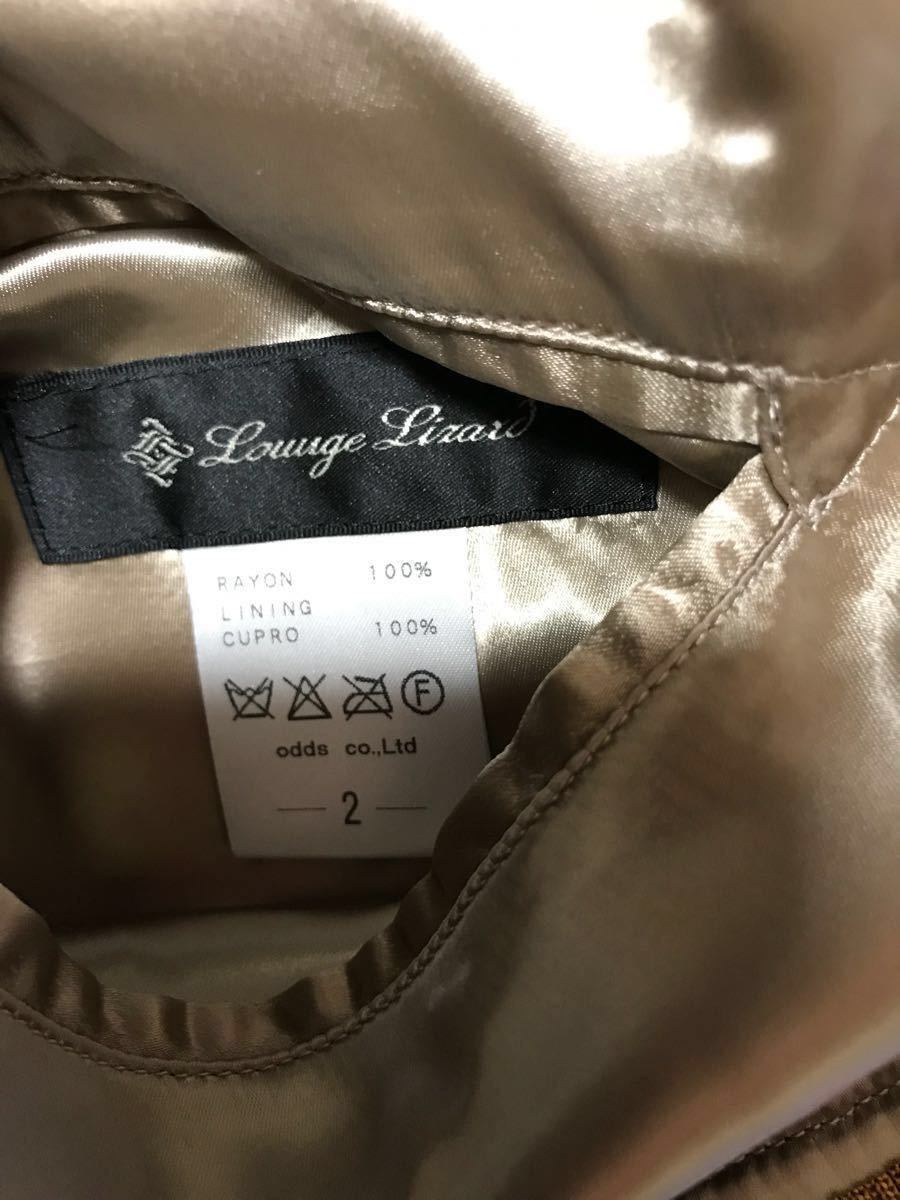 Lounge Lizard
RAYON 100%
LINING
CUPRO 100%
F
odds co.,Ltd
— 2 —